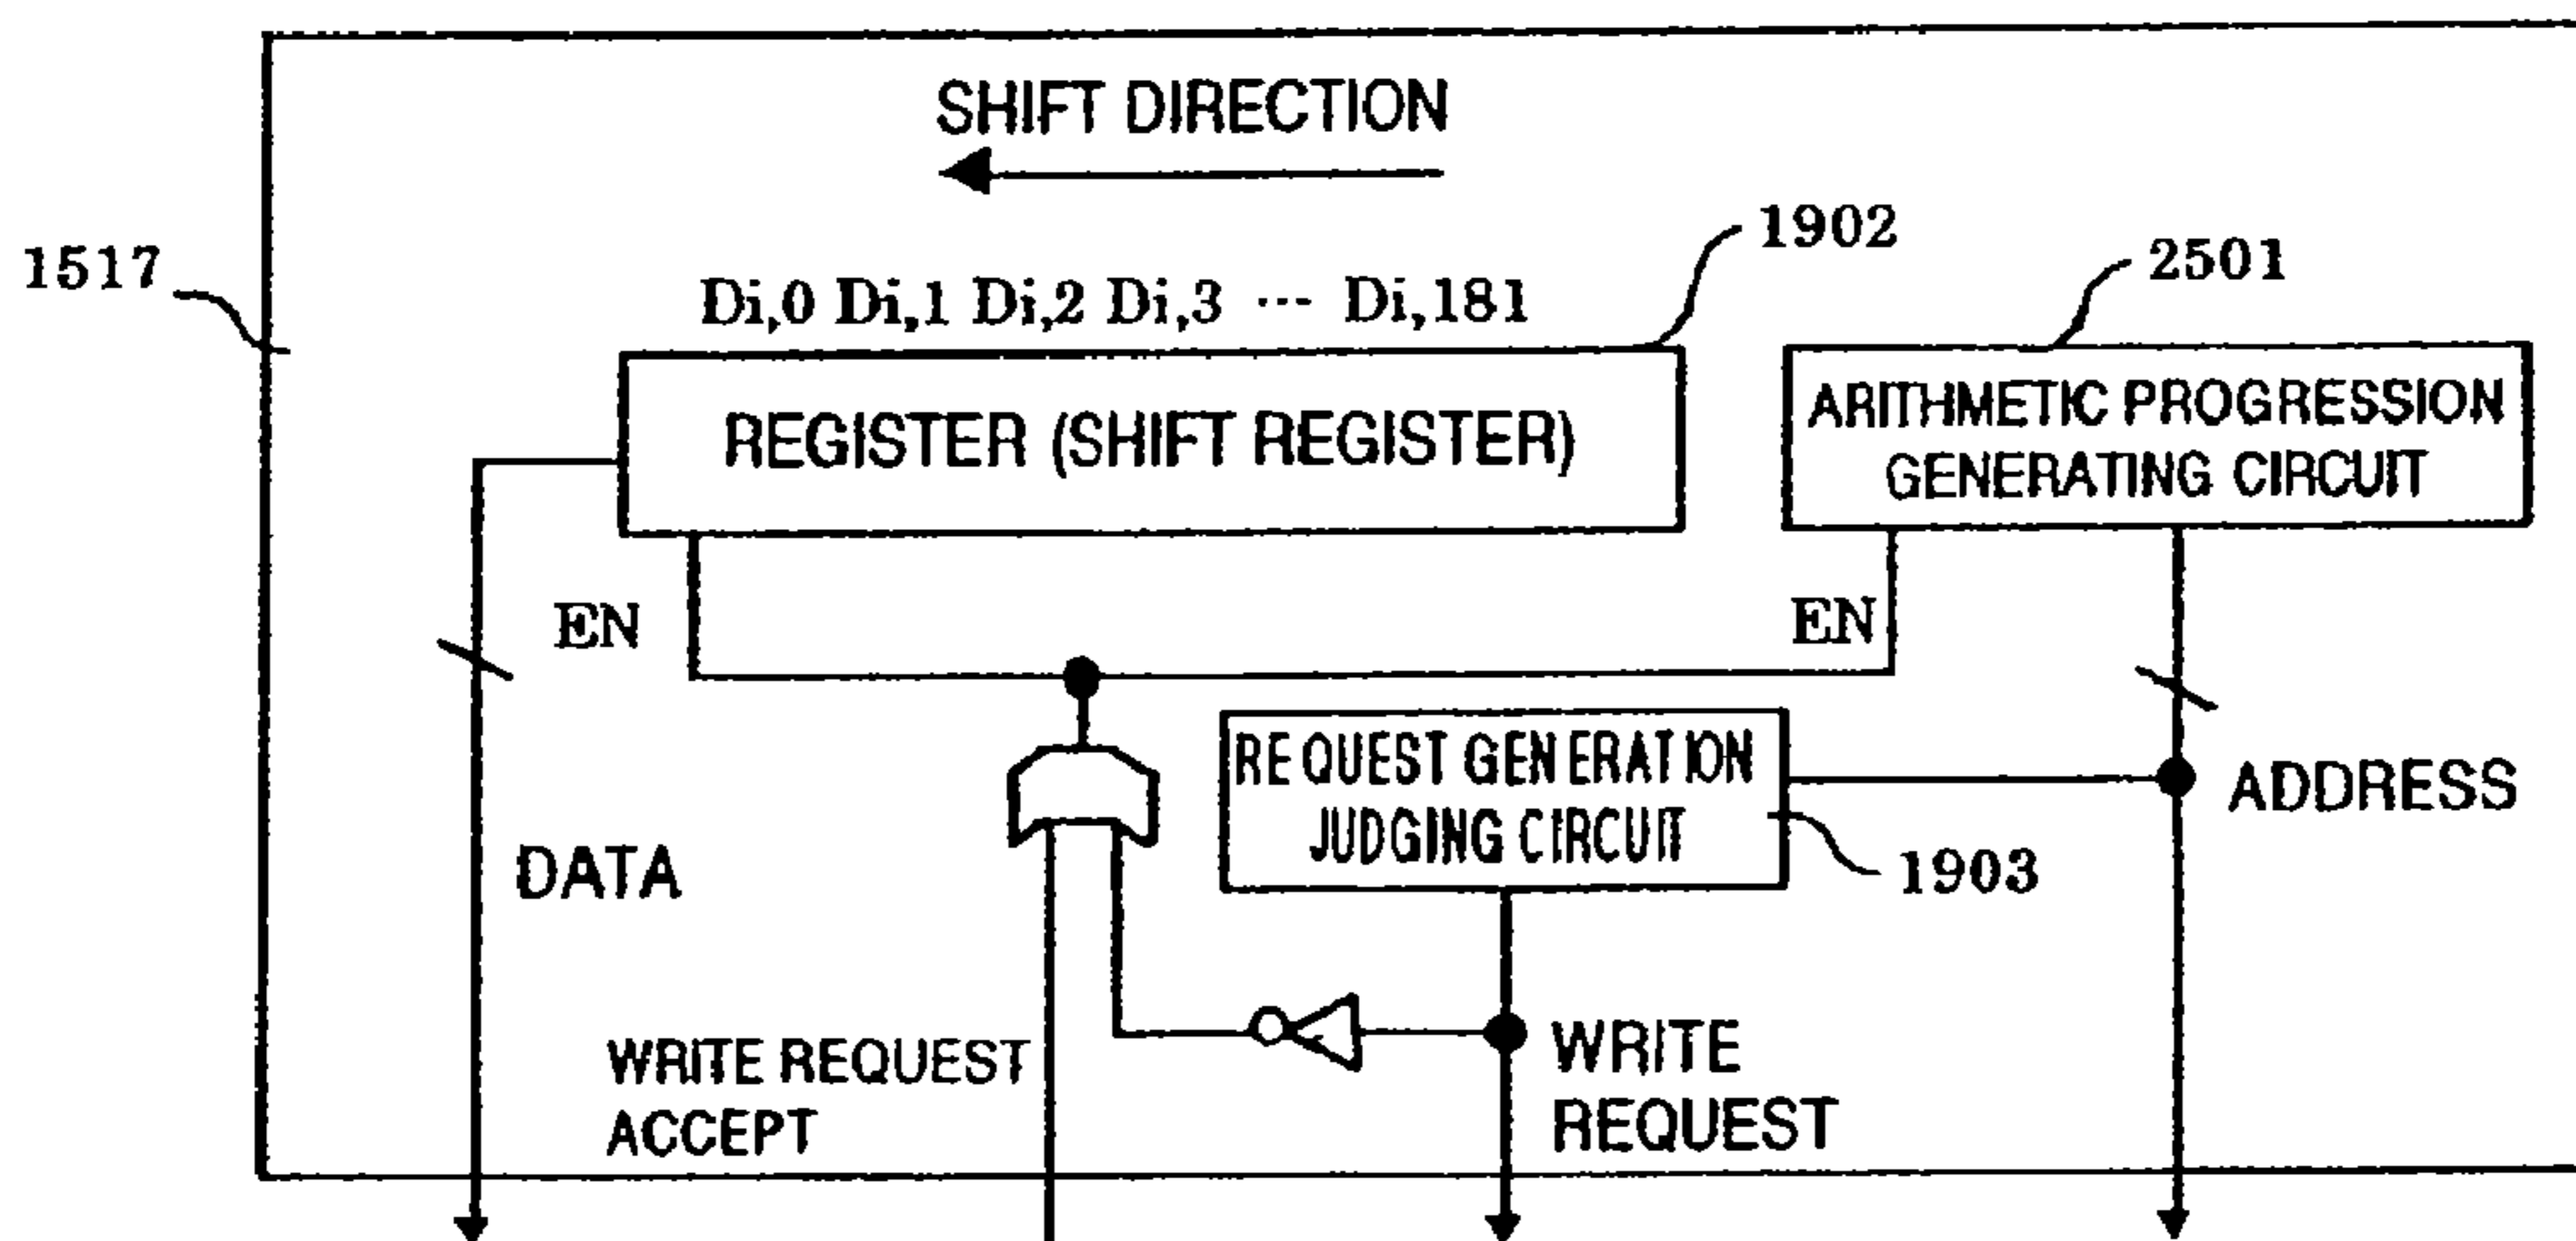 SHIFT DIRECTION
1902
1517
2501
Di,0 Di,1 Di,2 Di,3 ··· Di,181
REGISTER (SHIFT REGISTER)
ARITHMETIC PROGRESSION
GENERATING CIRCUIT
EN
EN
REQUEST GENERATION
JUDGING CIRCUIT
ADDRESS
DATA
1903
WRITE REQUEST
ACCEPT
WRITE
REQUEST